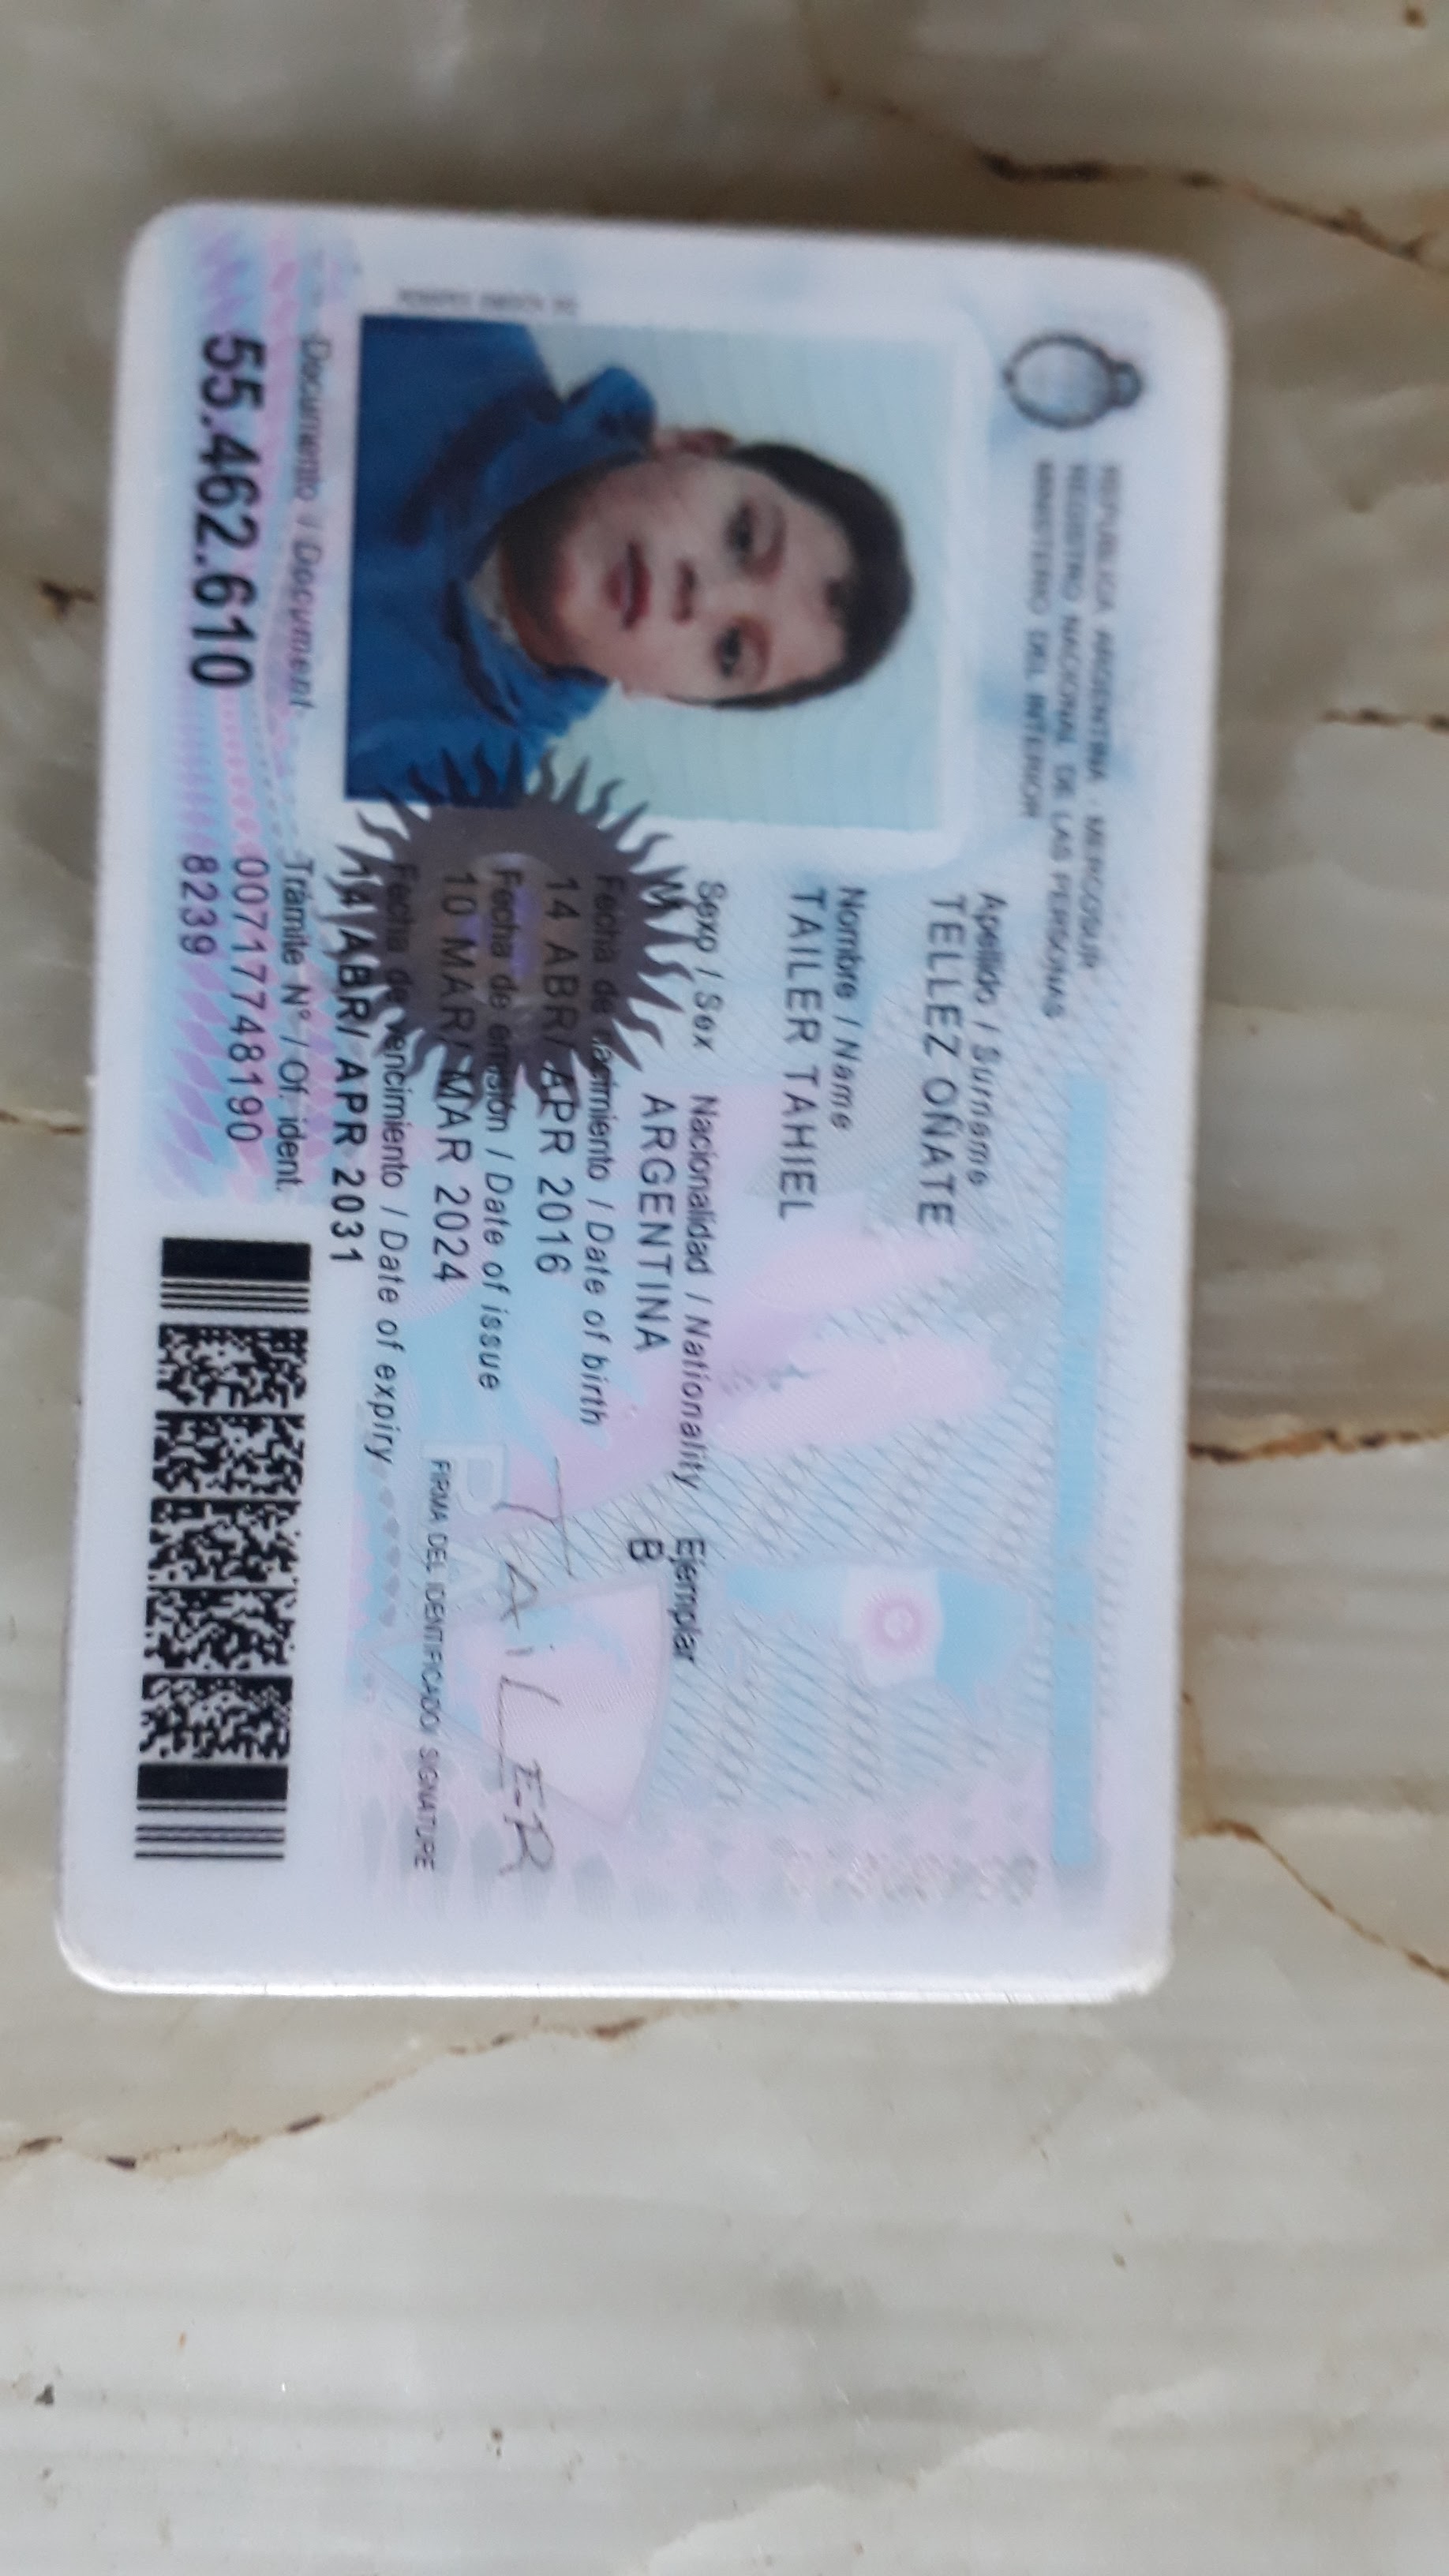 REPUBLICA ARGENTINA - MERCOSUR
REGISTRO NACIONAL DE LAS PERSONAS
MINISTERIO DEL INTERIOR
Apellido / Surname
TELLEZ OÑATE
Nombre / Name
TAILER TAHIEL
Sexo / Sex Nacionalidad / Nationality Ejemplar
M ARGENTINA B
Fecha de nacimiento / Date of birth
14 ABR/ APR 2016
Fecha de emisión / Date of issue
10 MAR/ MAR 2024
Fecha de vencimiento / Date of expiry
14 ABR/ APR 2031
TAiLER
FIRMA DEL IDENTIFICADO/ SIGNATURE
Documento / Document
55.462.610
Trámite N° / Of. ident.
00717748190
8239